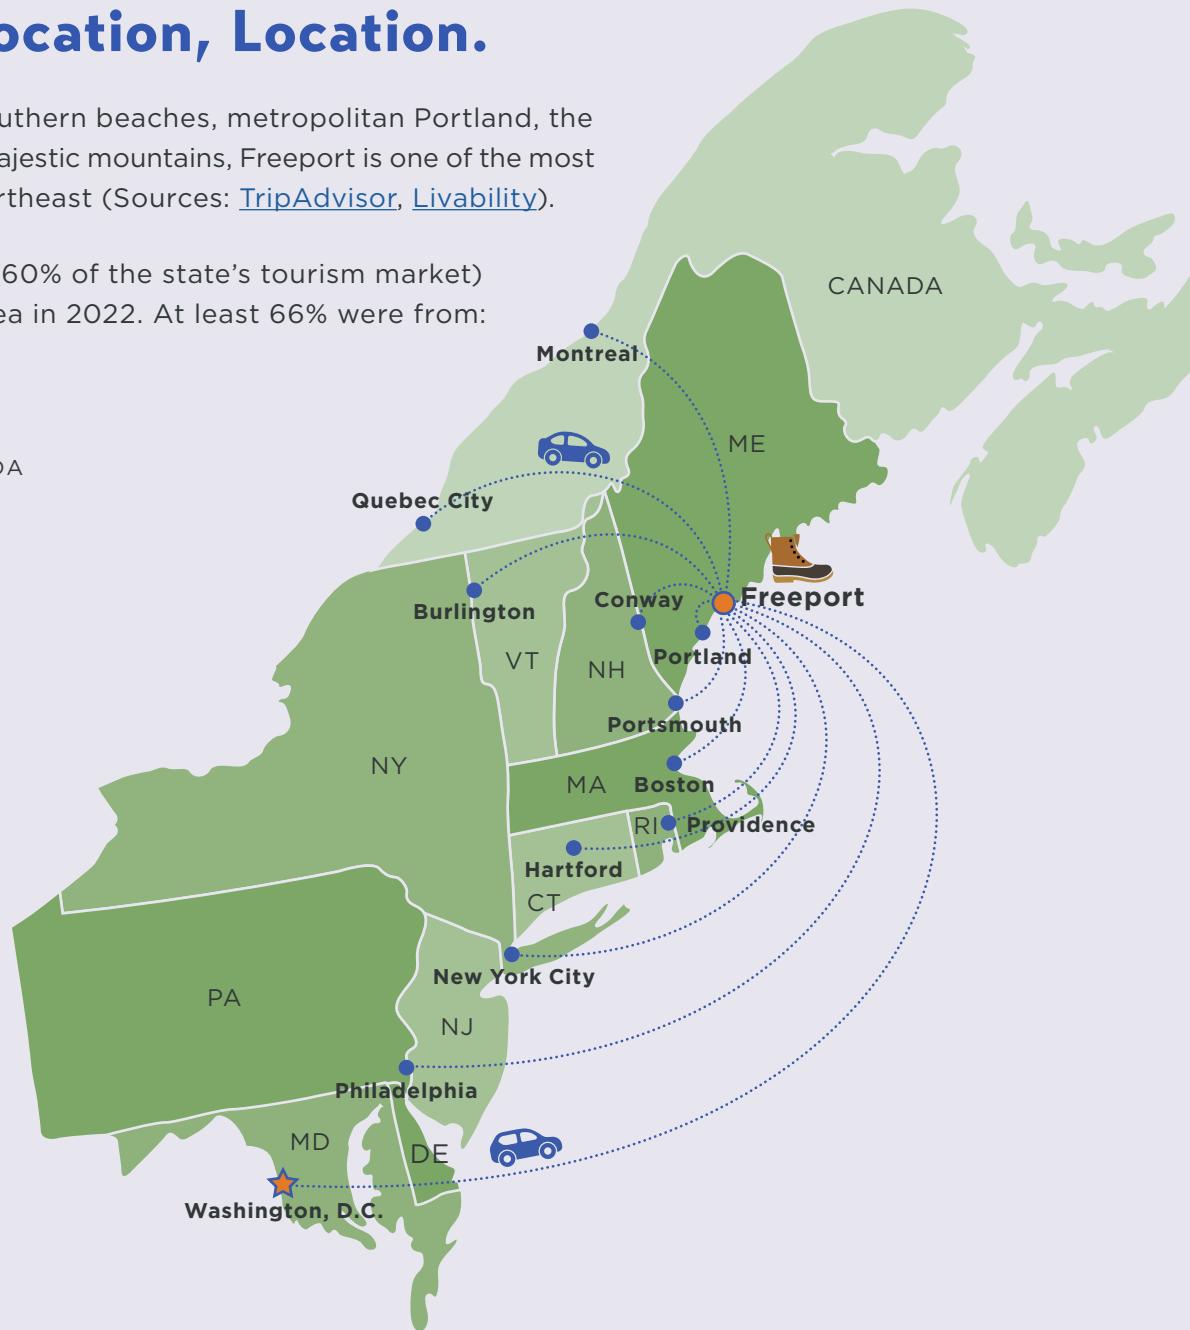 ocation, Location.
uthern beaches, metropolitan Portland, the
ajestic mountains, Freeport is one of the most
rtheast (Sources: TripAdvisor, Livability).
60% of the state’s tourism market)
ea in 2022. At least 66% were from:
CANADA
Montreal
ME
DA
Quebec City
Freeport
Conway
Burlington
Portland
VT
NH
Portsmouth
NY
MA
Boston
RI
Providence
Hartford
CT
New York City
PA
NJ
Philadelphia
MD
DE
Washington, D.C.